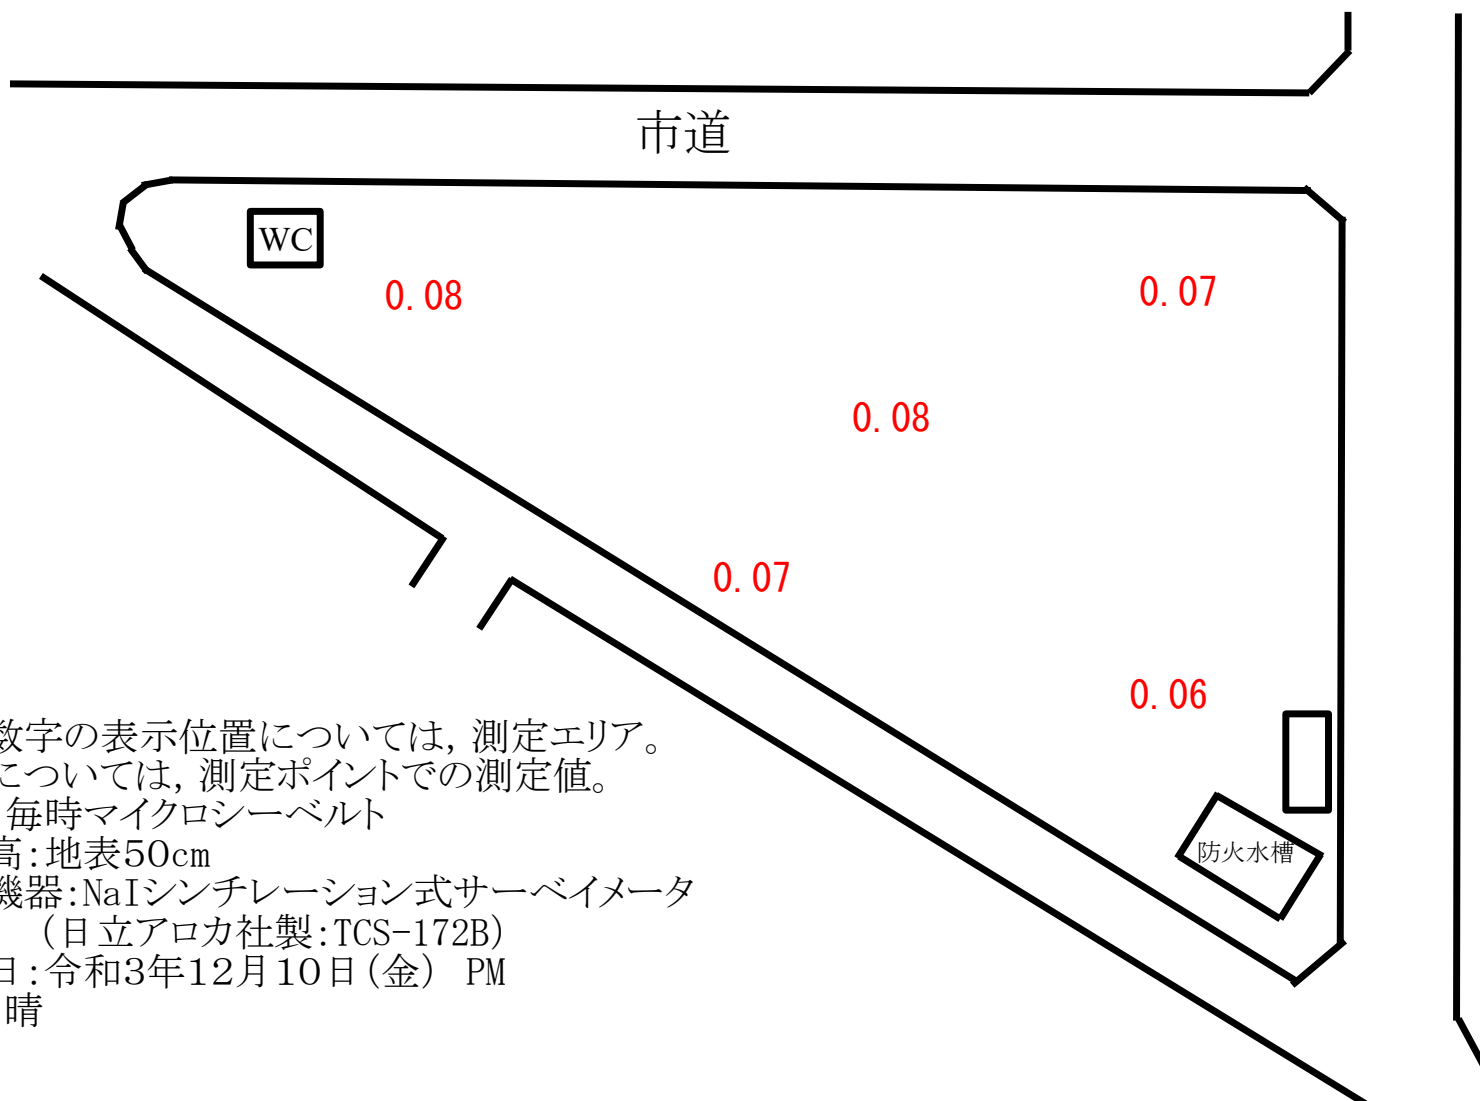 市道
WC
0.08
0.07
0.08
0.07
0.06
防火水槽
数字の表示位置については,測定エリア。
については,測定ポイントでの測定値。
毎時マイクロシーベルト
高:地表50cm
機器:NaIシンチレーション式サーベイメータ
(日立アロカ社製:TCS-172B)
日:令和3年12月10日(金) PM
晴